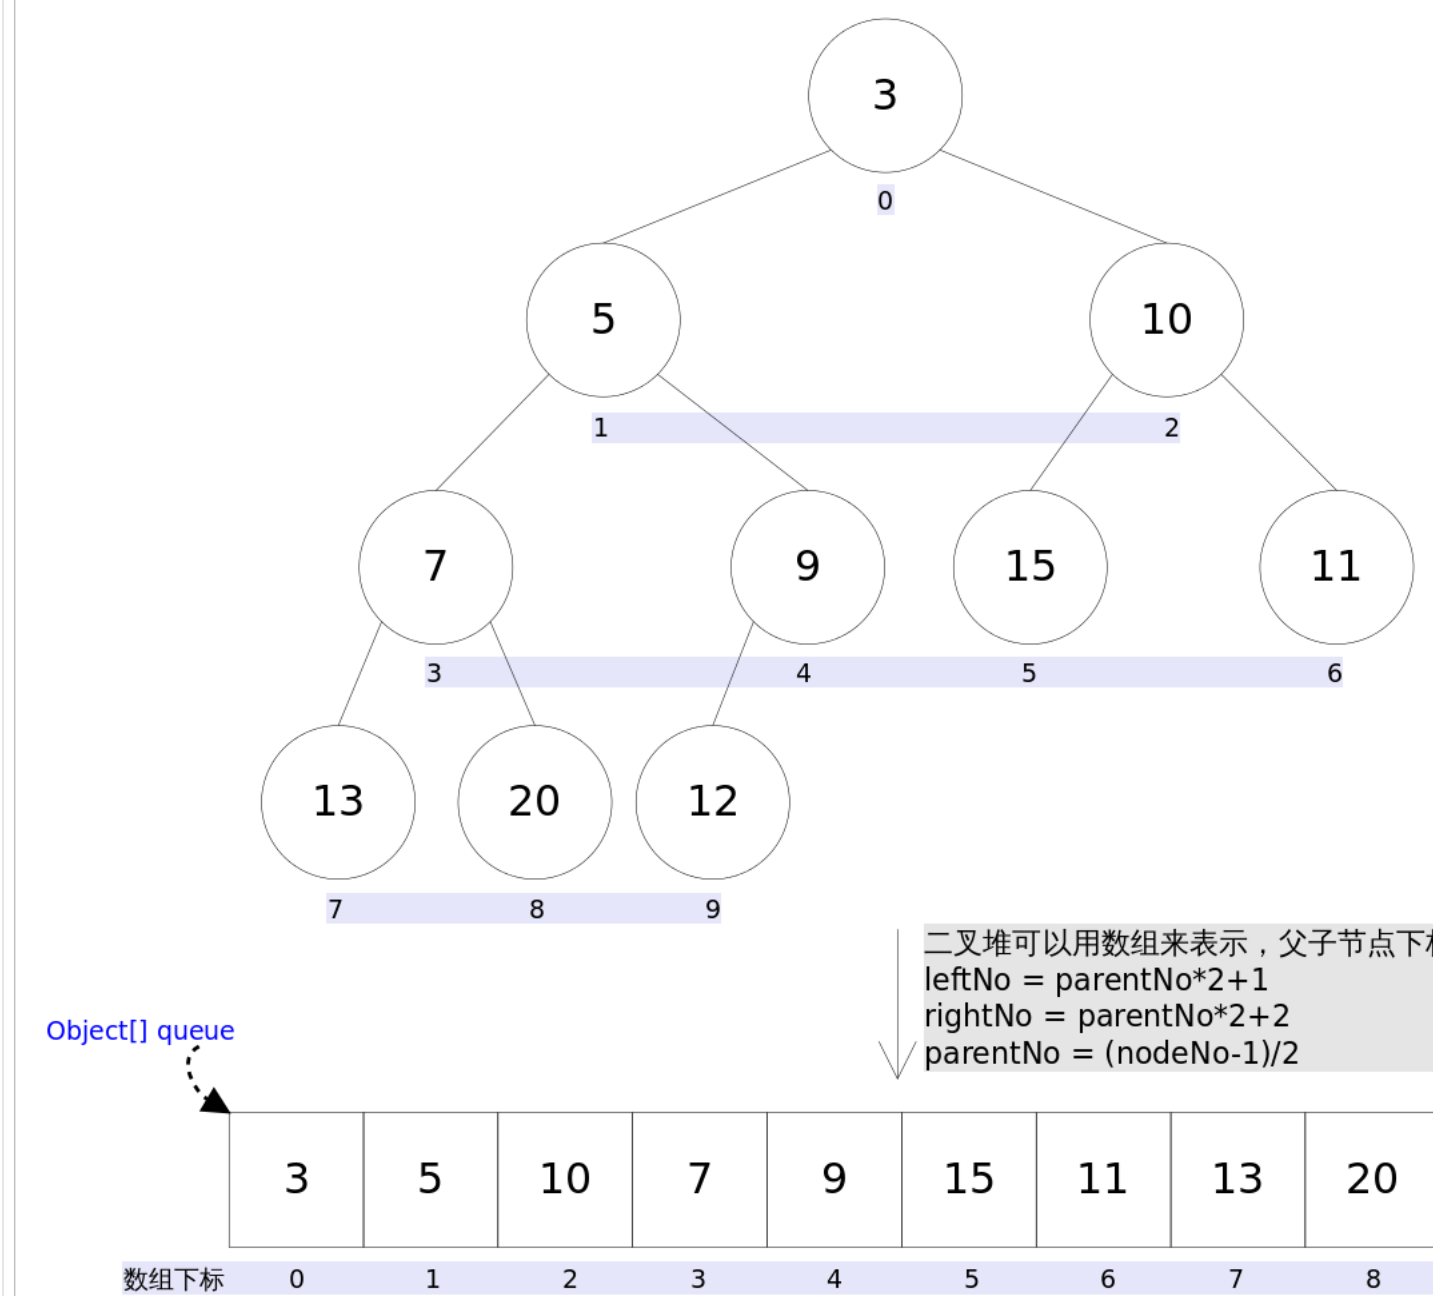 3
0
5 10
1 2
7 9 15 11
3 4 5 6
13 20 12
7 8 9
二叉堆可以用数组来表示，父子节点下
leftNo = parentNo*2+1
rightNo = parentNo*2+2
parentNo = (nodeNo-1)/2
Object[] queue
3 5 10 7 9 15 11 13 20
数组下标 0 1 2 3 4 5 6 7 8